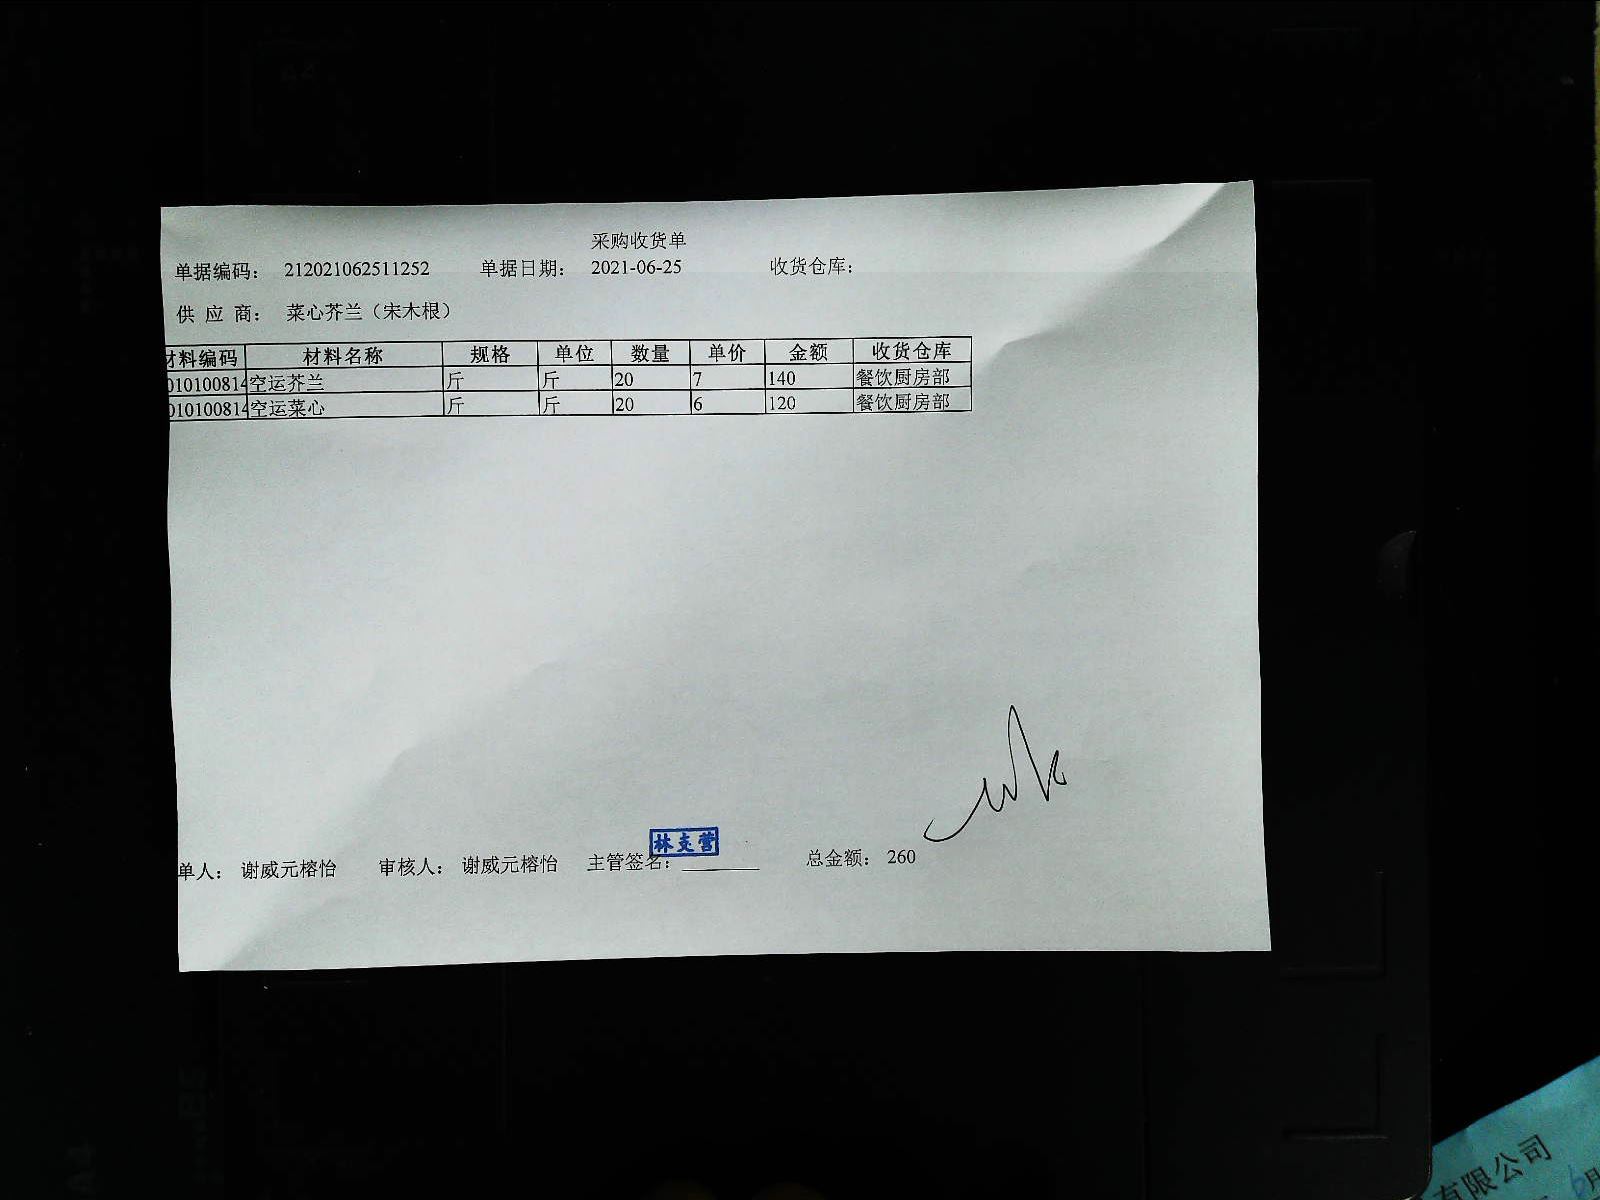 采购收货单
单据编码： 212021062511252 单据日期： 2021-06-25 收货仓库：
供 应 商： 菜心芥兰（宋木根）
材料编码 材料名称 规格 单位 数量 单价 金额 收货仓库
010100814 空运芥兰 斤 斤 20 7 140 餐饮厨房部
010100814 空运菜心 斤 斤 20 6 120 餐饮厨房部
林支营
单人： 谢威元榕怡 审核人： 谢威元榕怡 主管签名： 总金额： 260
有限公司
6月